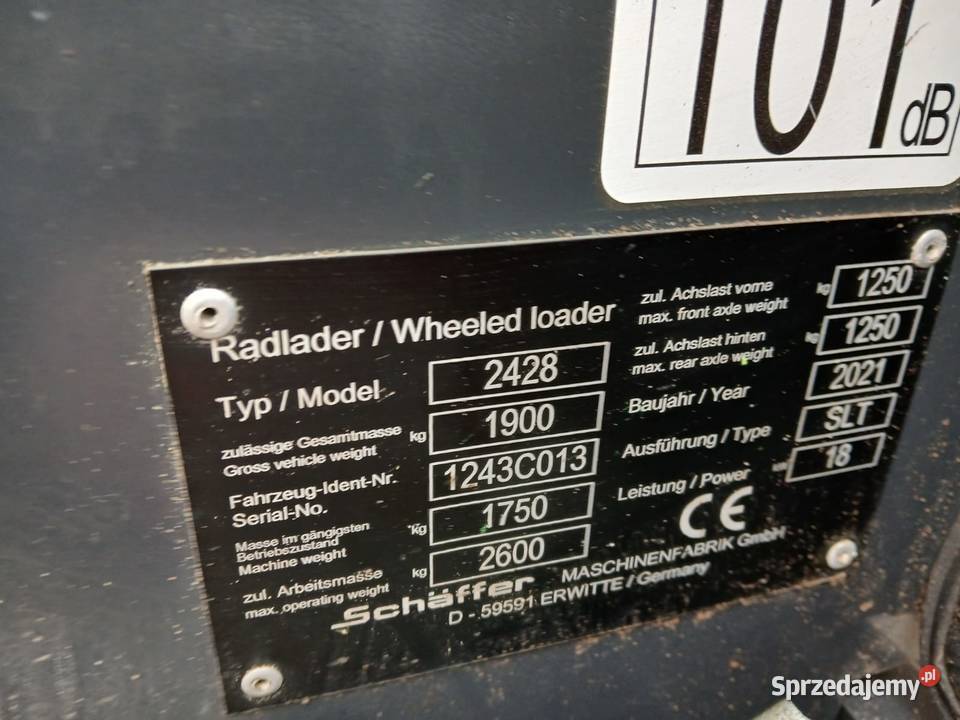 101 dB
Radlader / Wheeled loader
Typ / Model 2428
zulässige Gesamtmasse
Gross vehicle weight kg 1900
Fahrzeug-Ident-Nr.
Serial-No. 1243C013
Masse im gängigsten
Betriebszustand
Machine weight kg 1750
zul. Arbeitsmasse
max. operating weight kg 2600
zul. Achslast vorne
max. front axle weight kg 1250
zul. Achslast hinten
max. rear axle weight kg 1250
Baujahr / Year 2021
Ausführung / Type SLT
Leistung / Power kW 18
CE
Schäffer MASCHINENFABRIK GmbH
D - 59591 ERWITTE / Germany
Sprzedajemy.pl